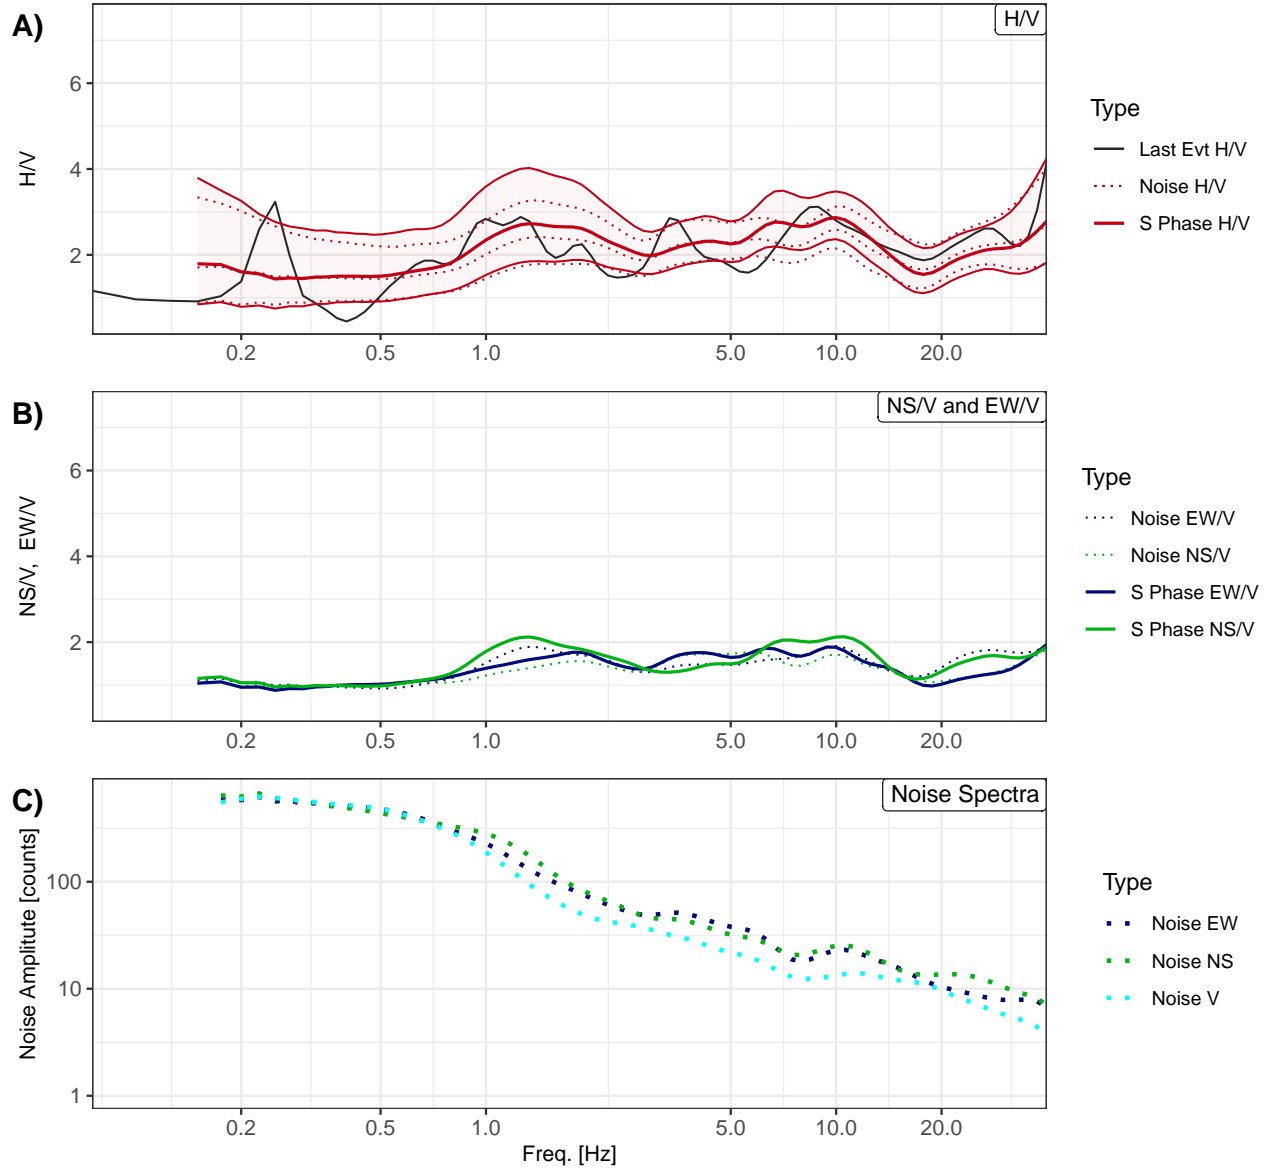 A)
H/V
H/V
6
4
2
0.2 0.5 1.0 5.0 10.0 20.0
Type
Last Evt H/V
Noise H/V
S Phase H/V
B)
NS/V and EW/V
NS/V, EW/V
6
4
2
0.2 0.5 1.0 5.0 10.0 20.0
Type
Noise EW/V
Noise NS/V
S Phase EW/V
S Phase NS/V
C)
Noise Spectra
Noise Amplitute [counts]
100
10
1
0.2 0.5 1.0 5.0 10.0 20.0
Freq. [Hz]
Type
Noise EW
Noise NS
Noise V